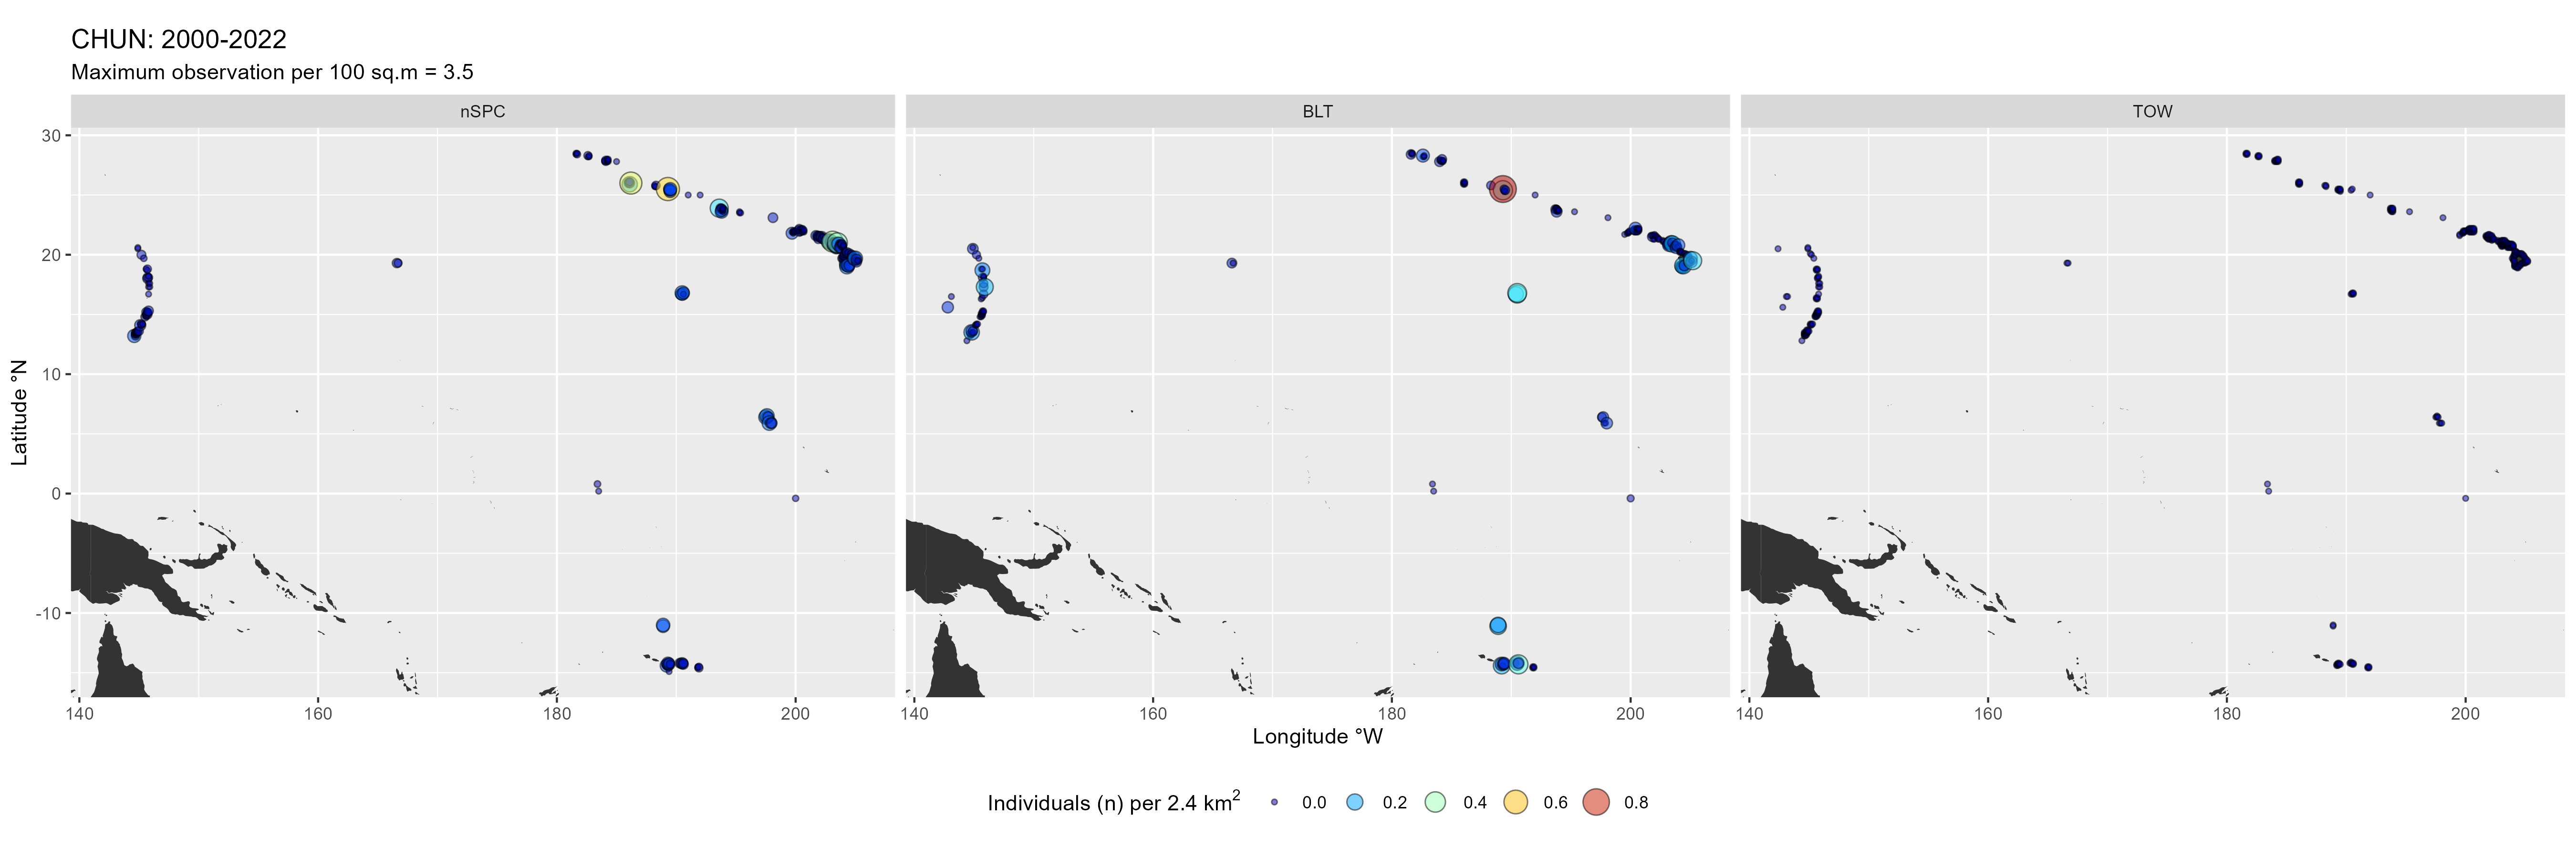 CHUN: 2000-2022
Maximum observation per 100 sq.m = 3.5
nSPC BLT TOW
30
20
10
0
-10
Latitude °N
140 160 180 200 140 160 180 200 140 160 180 200
Longitude °W
Individuals (n) per 2.4 km² 0.0 0.2 0.4 0.6 0.8